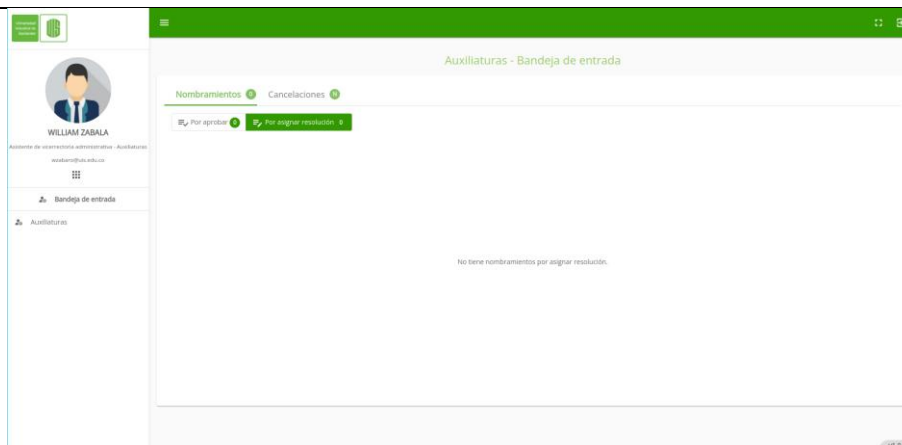 Auxiliaturas - Bandeja de entrada
Nombramientos 0 Cancelaciones
Por aprobar 0 Por asignar resolución 0
WILLIAM ZABALA
Asistente de vicerrectoría administrativa - Auxiliaturas
Bandeja de entrada
Auxiliaturas
No tiene nombramientos por asignar resolución.